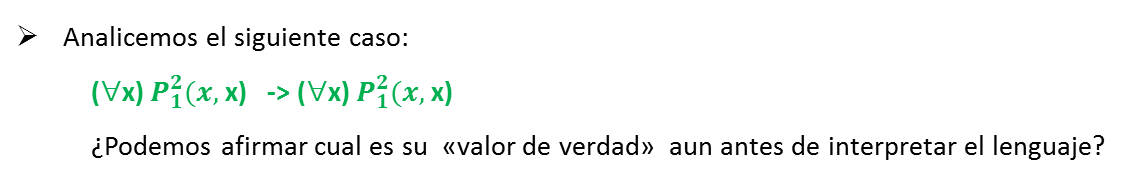 ➢ Analicemos el siguiente caso:
(∀x) P₁²(x, x) -> (∀x) P₁²(x, x)
¿Podemos afirmar cual es su «valor de verdad» aun antes de interpretar el lenguaje?